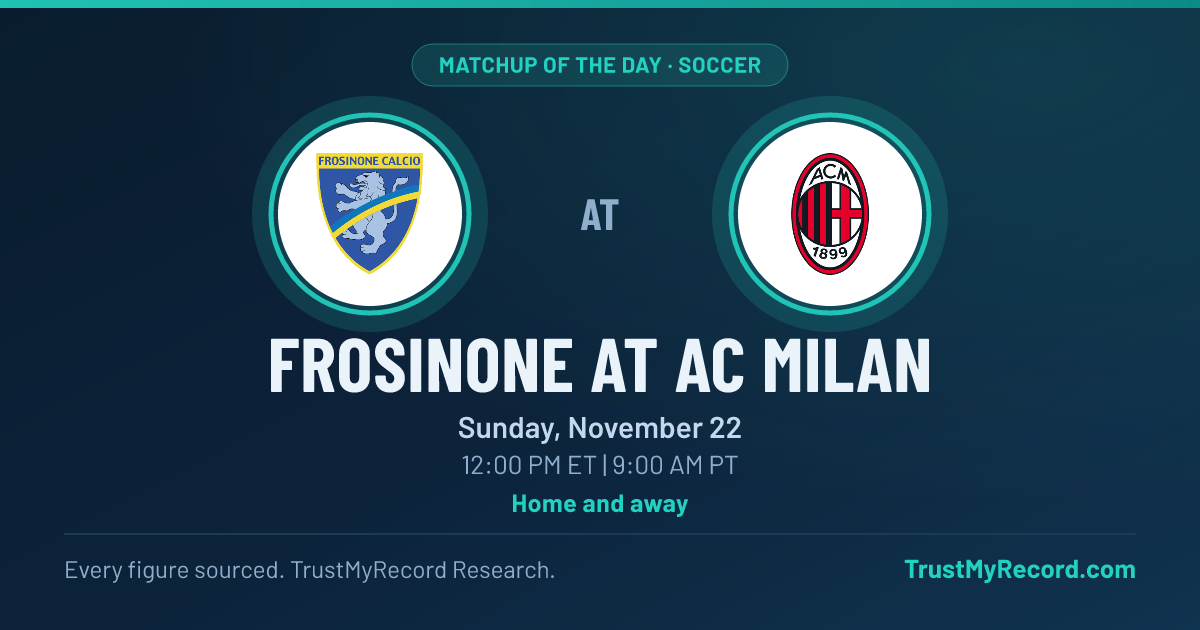 MATCHUP OF THE DAY · SOCCER
FROSINONE CALCIO
ACM
1899
AT
FROSINONE AT AC MILAN
Sunday, November 22
12:00 PM ET | 9:00 AM PT
Home and away
Every figure sourced. TrustMyRecord Research.
TrustMyRecord.com